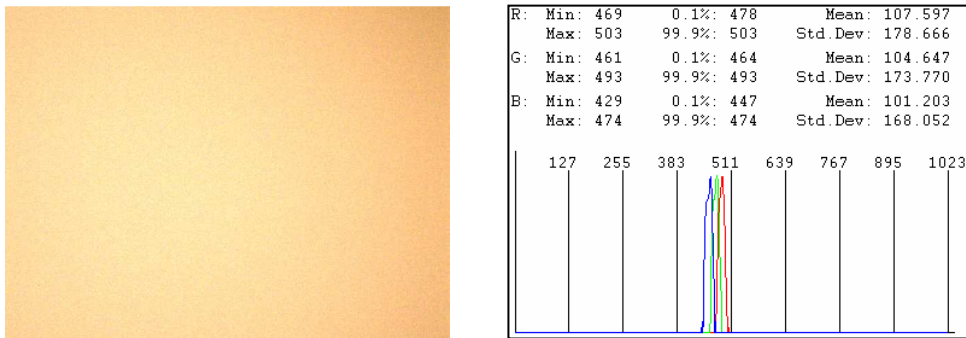 R: Min: 469 0.1%: 478 Mean: 107.597
Max: 503 99.9%: 503 Std.Dev: 178.666
G: Min: 461 0.1%: 464 Mean: 104.647
Max: 493 99.9%: 493 Std.Dev: 173.770
B: Min: 429 0.1%: 447 Mean: 101.203
Max: 474 99.9%: 474 Std.Dev: 168.052
127 255 383 511 639 767 895 1023